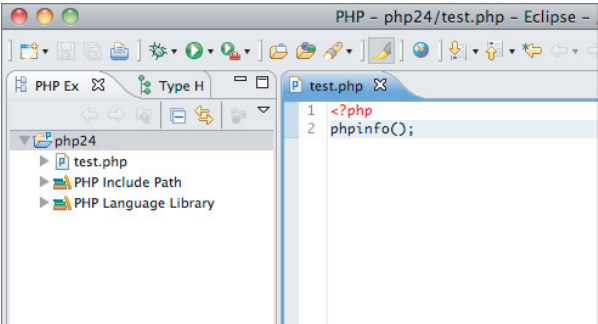 PHP – php24/test.php – Eclipse –
PHP Ex
Type H
test.php
php24
test.php
PHP Include Path
PHP Language Library
1 <?php
2 phpinfo();